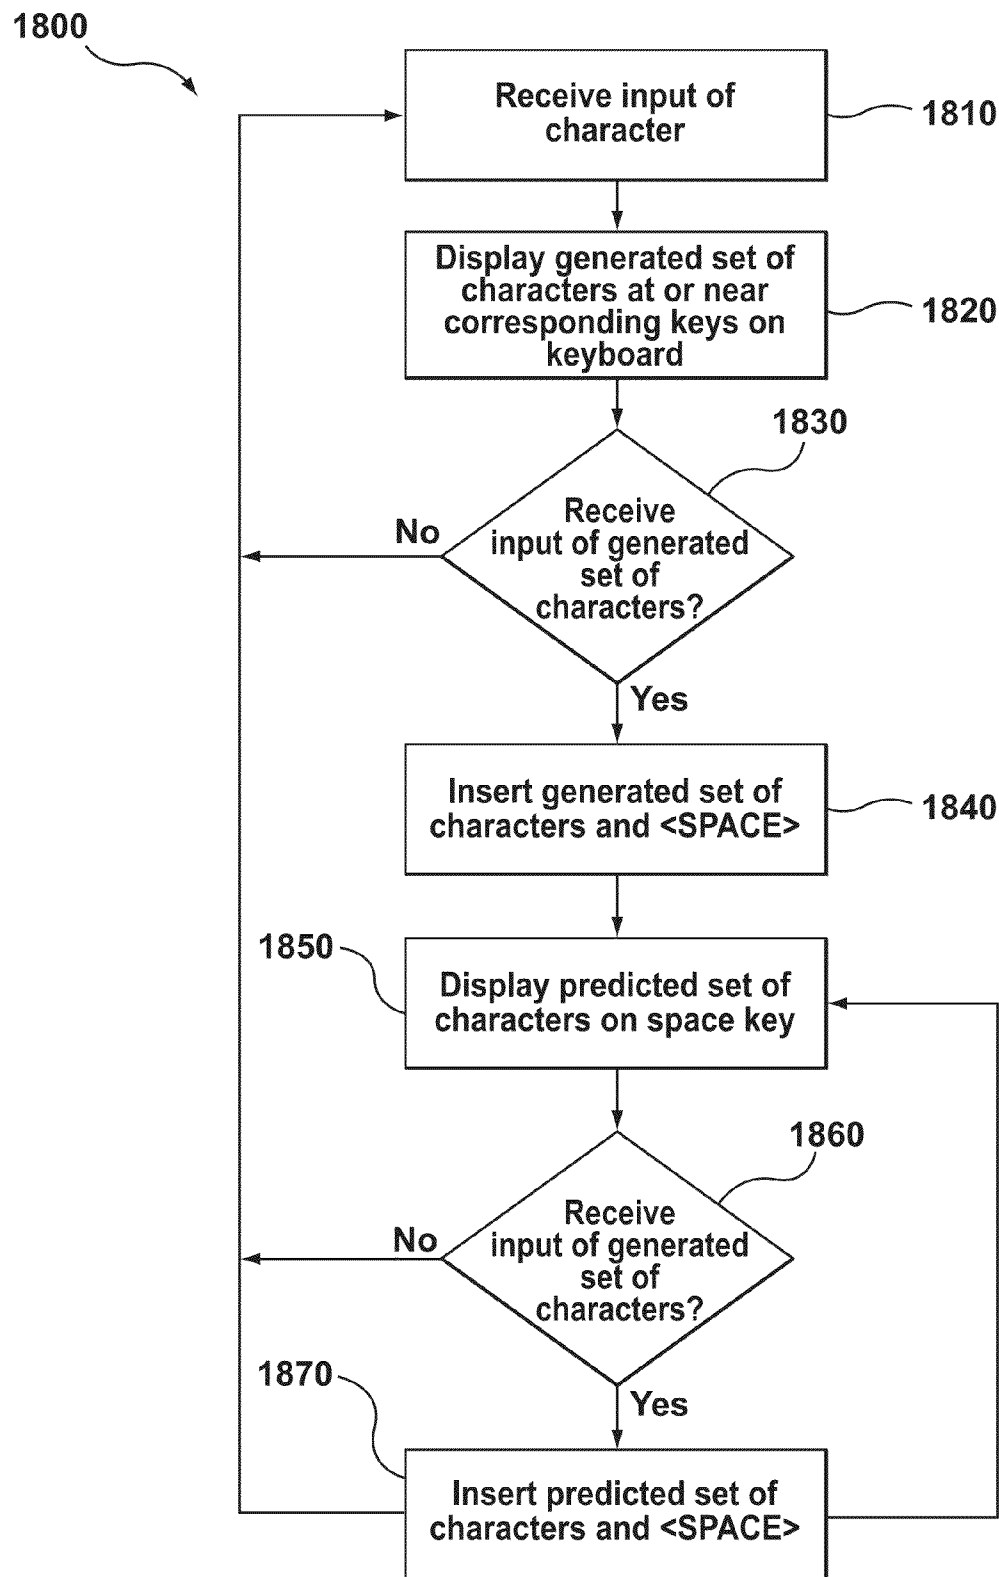 1800
Receive input of
character
1810
Display generated set of
characters at or near
corresponding keys on
keyboard
1820
1830
Receive
input of generated
set of
characters?
No
Yes
Insert generated set of
characters and <SPACE>
1840
1850
Display predicted set of
characters on space key
1860
Receive
input of generated
set of
characters?
No
Yes
1870
Insert predicted set of
characters and <SPACE>